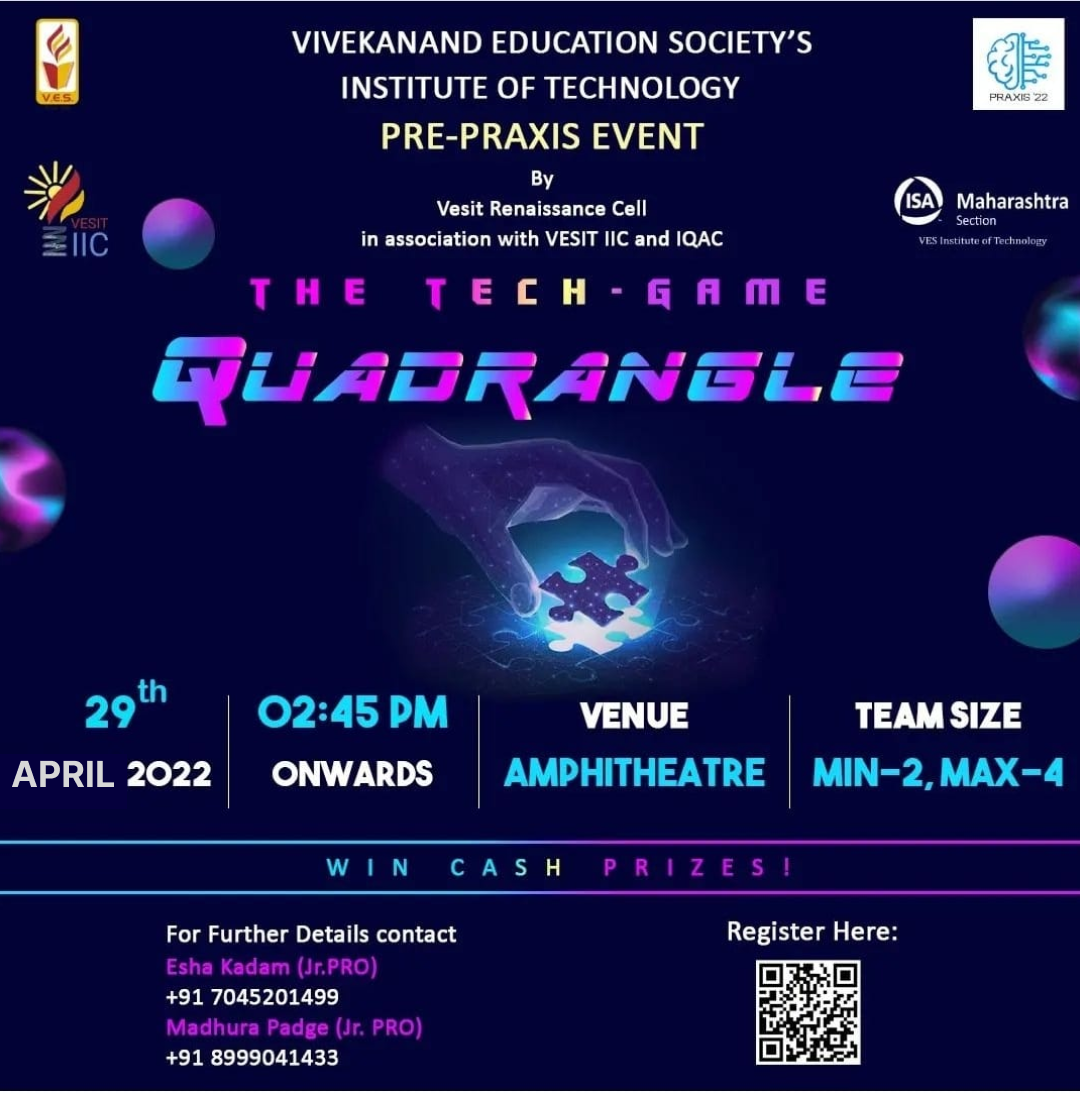 V.E.S.
VIVEKANAND EDUCATION SOCIETY'S
INSTITUTE OF TECHNOLOGY
PRE-PRAXIS EVENT
PRAXIS '22
By
Vesit Renaissance Cell
in association with VESIT IIC and IQAC
VESIT
IIC
ISA Maharashtra
Section
VES Institute of Technology
THE TECH-GAME
QUADRANGLE
29th
APRIL 2022
02:45 PM
ONWARDS
VENUE
AMPHITHEATRE
TEAM SIZE
MIN-2, MAX-4
WIN CASH PRIZES!
For Further Details contact
Esha Kadam (Jr.PRO)
+91 7045201499
Madhura Padge (Jr. PRO)
+91 8999041433
Register Here: